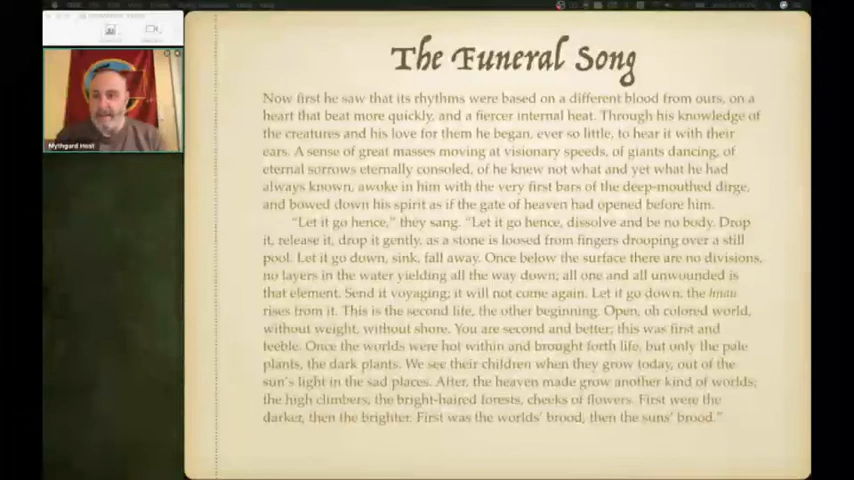 The Funeral Song
Now first he saw that its rhythms were based on a different blood from ours, on a
heart that beat more quickly, and a fiercer internal heat. Through his knowledge of
the creatures and his love for them he began, ever so little, to hear it with their
ears. A sense of great masses moving at visionary speeds, of giants dancing, of
eternal sorrows eternally consoled, of he knew not what and yet what he had
always known, awoke in him with the very first bars of the deep-mouthed dirge,
and bowed down his spirit as if the gate of heaven had opened before him.
"Let it go hence," they sang. "Let it go hence, dissolve and be no body. Drop
it, release it, drop it gently, as a stone is loosed from fingers drooping over a still
pool. Let it go down, sink, fall away. Once below the surface there are no divisions,
no layers in the water yielding all the way down; all one and all unwounded is
that element. Send it voyaging; it will not come again. Let it go down; the hnau
rises from it. This is the second life, the other beginning. Open, oh colored world,
without weight, without shore. You are second and better; this was first and
feeble. Once the worlds were hot within and brought forth life, but only the pale
plants, the dark plants. We see their children when they grow today, out of the
sun's light in the sad places. After, the heaven made grow another kind of worlds;
the high climbers, the bright-haired forests, cheeks of flowers. First were the
darker, then the brighter. First was the worlds' brood, then the suns' brood."
Mythgard Host